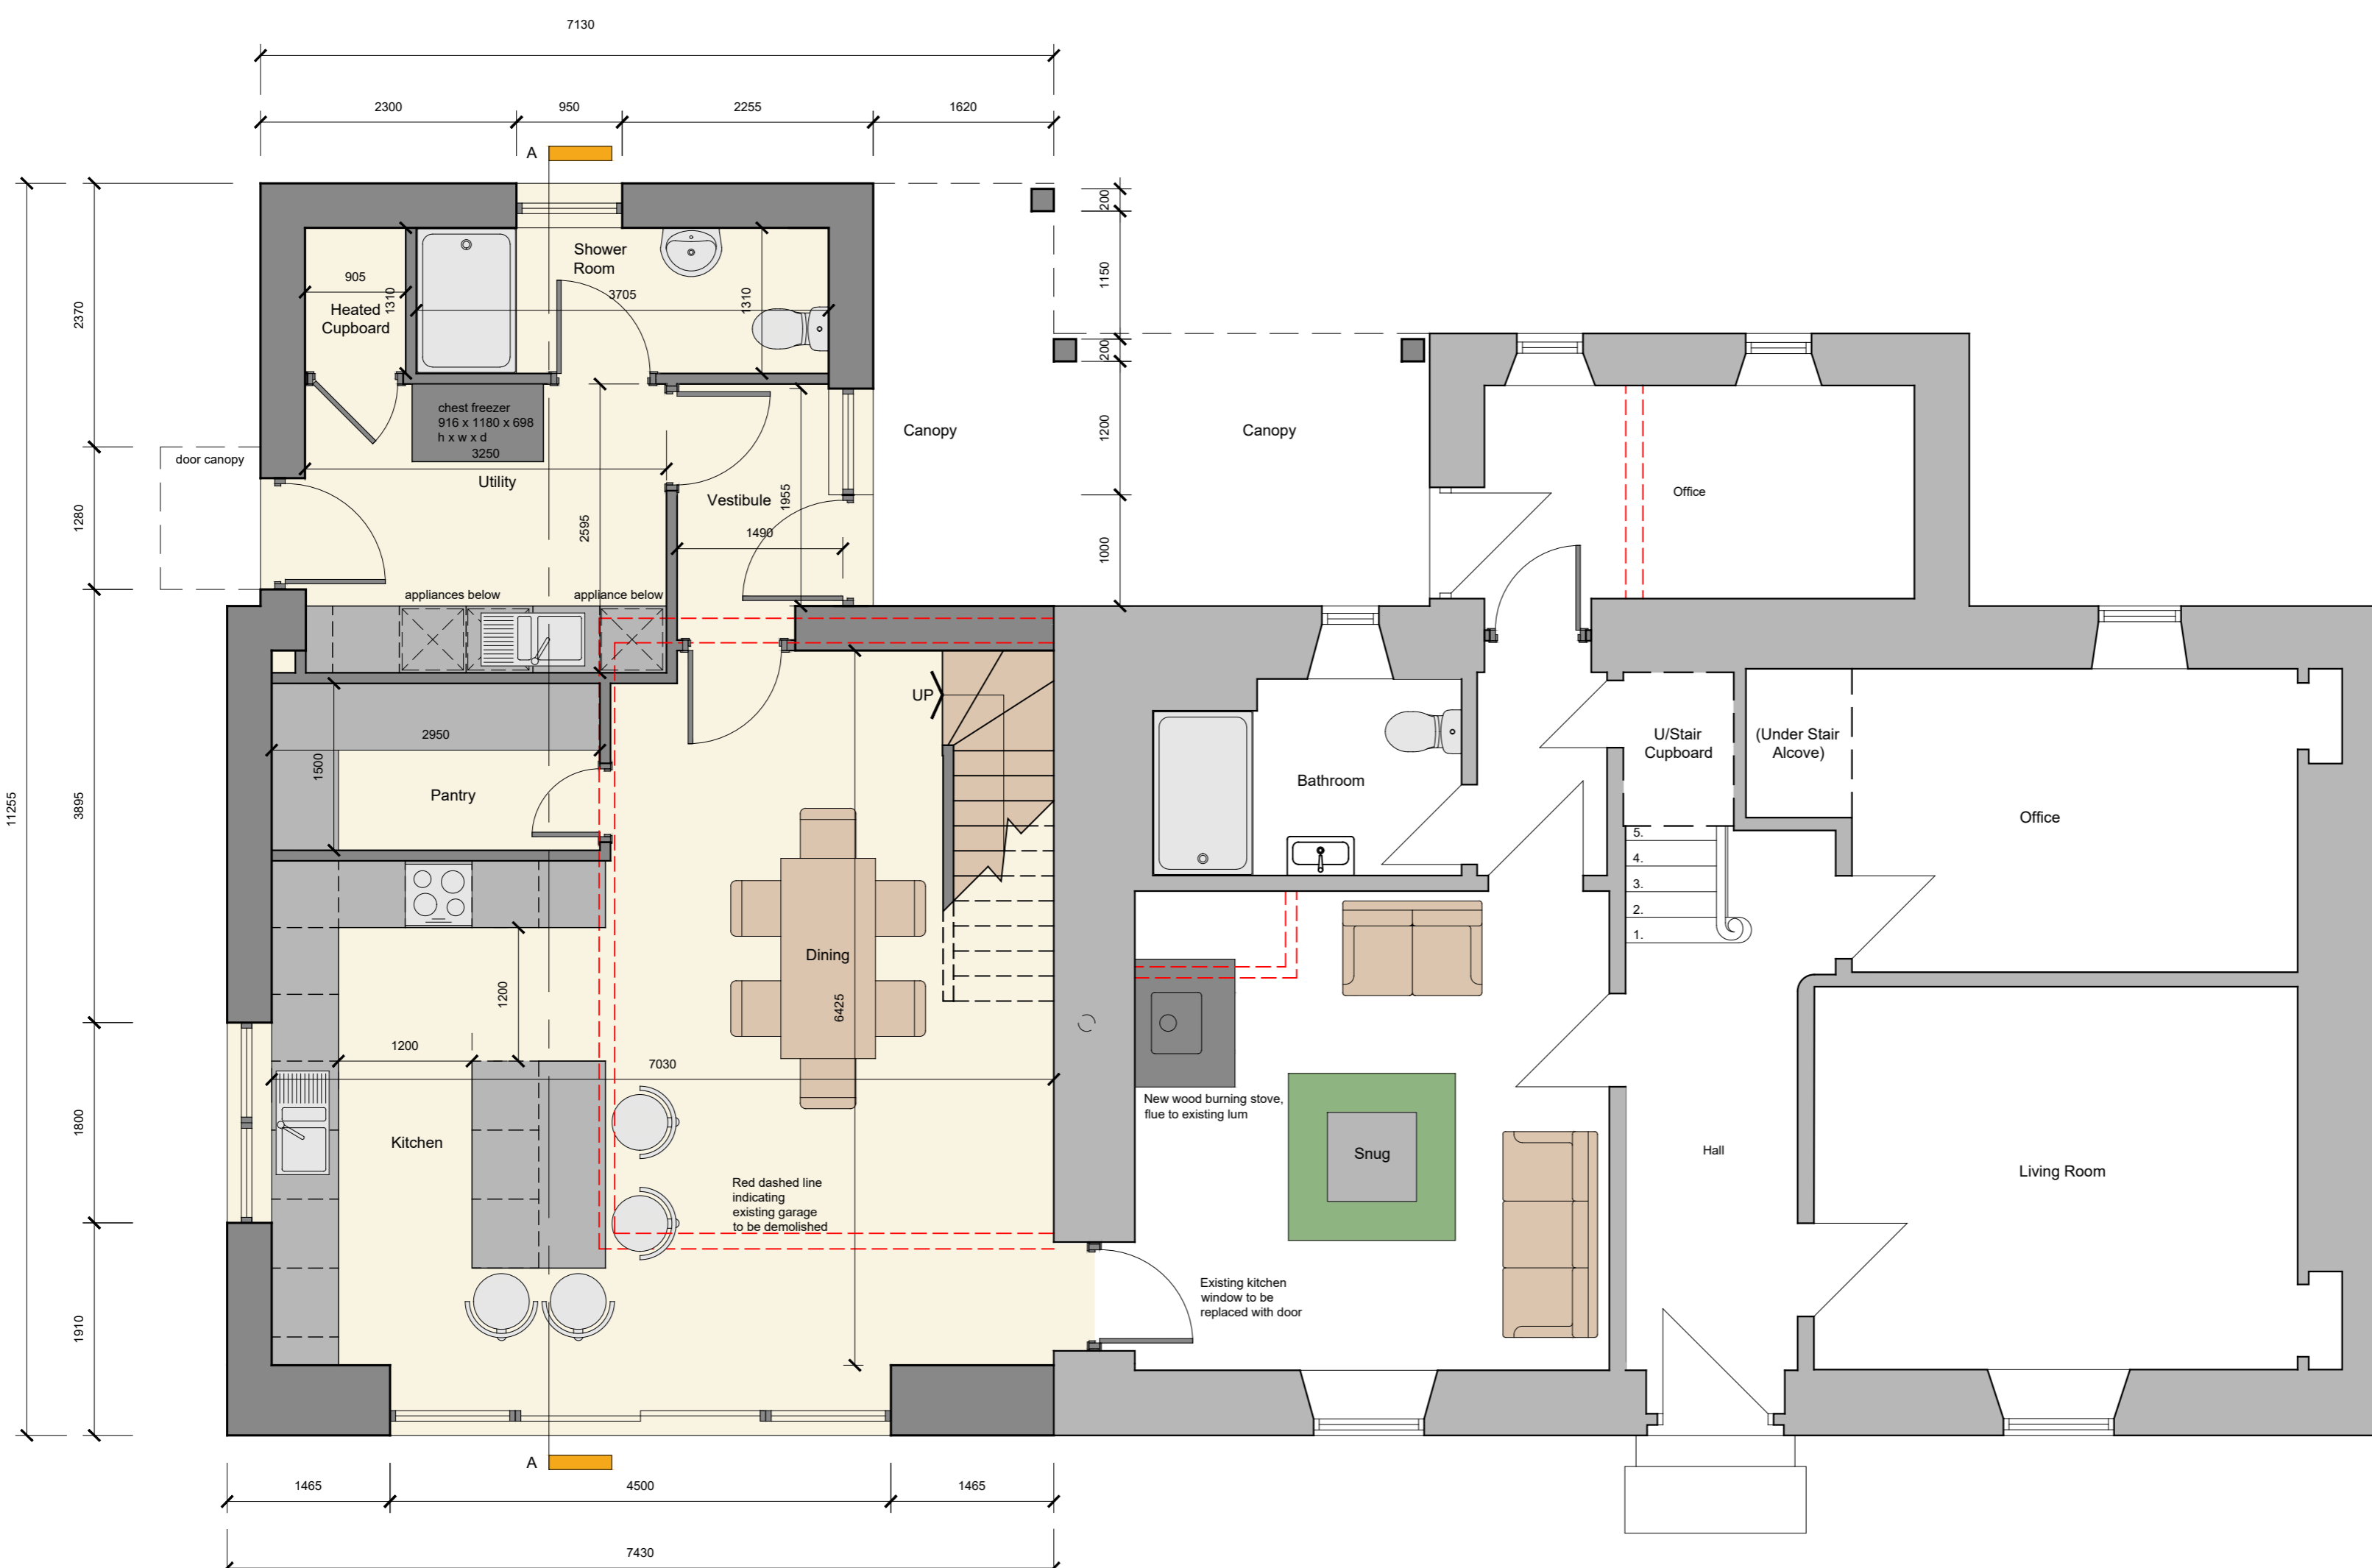 7130
2300
950
2255
1620
A
200
1150
200
1200
1000
11255
2370
1280
3895
1800
1910
Shower
Room
905
1310
3705
1310
Heated
Cupboard
chest freezer
916 x 1180 x 698
h x w x d
3250
Utility
door canopy
Vestibule
1955
2595
1490
Canopy
Canopy
Office
appliances below
appliance below
UP
2950
1500
Pantry
Bathroom
U/Stair
Cupboard
(Under Stair
Alcove)
Office
5.
4.
3.
2.
1.
Dining
6425
1200
1200
7030
Kitchen
New wood burning stove,
flue to existing lum
Snug
Hall
Living Room
Red dashed line
indicating
existing garage
to be demolished
Existing kitchen
window to be
replaced with door
A
1465
4500
1465
7430